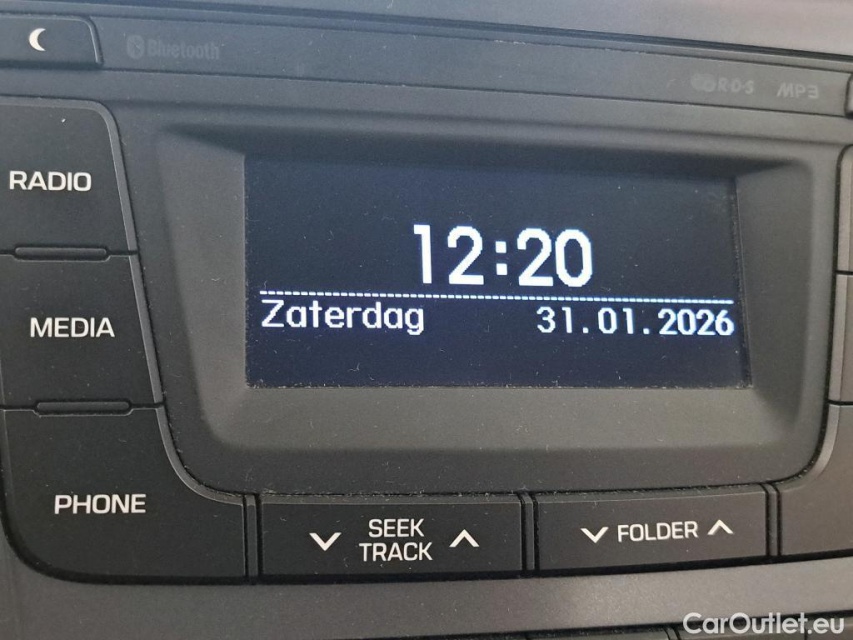 Bluetooth
RDS MP3
RADIO
12:20
Zaterdag 31.01.2026
MEDIA
PHONE
SEEK
TRACK
FOLDER
CarOutlet.eu